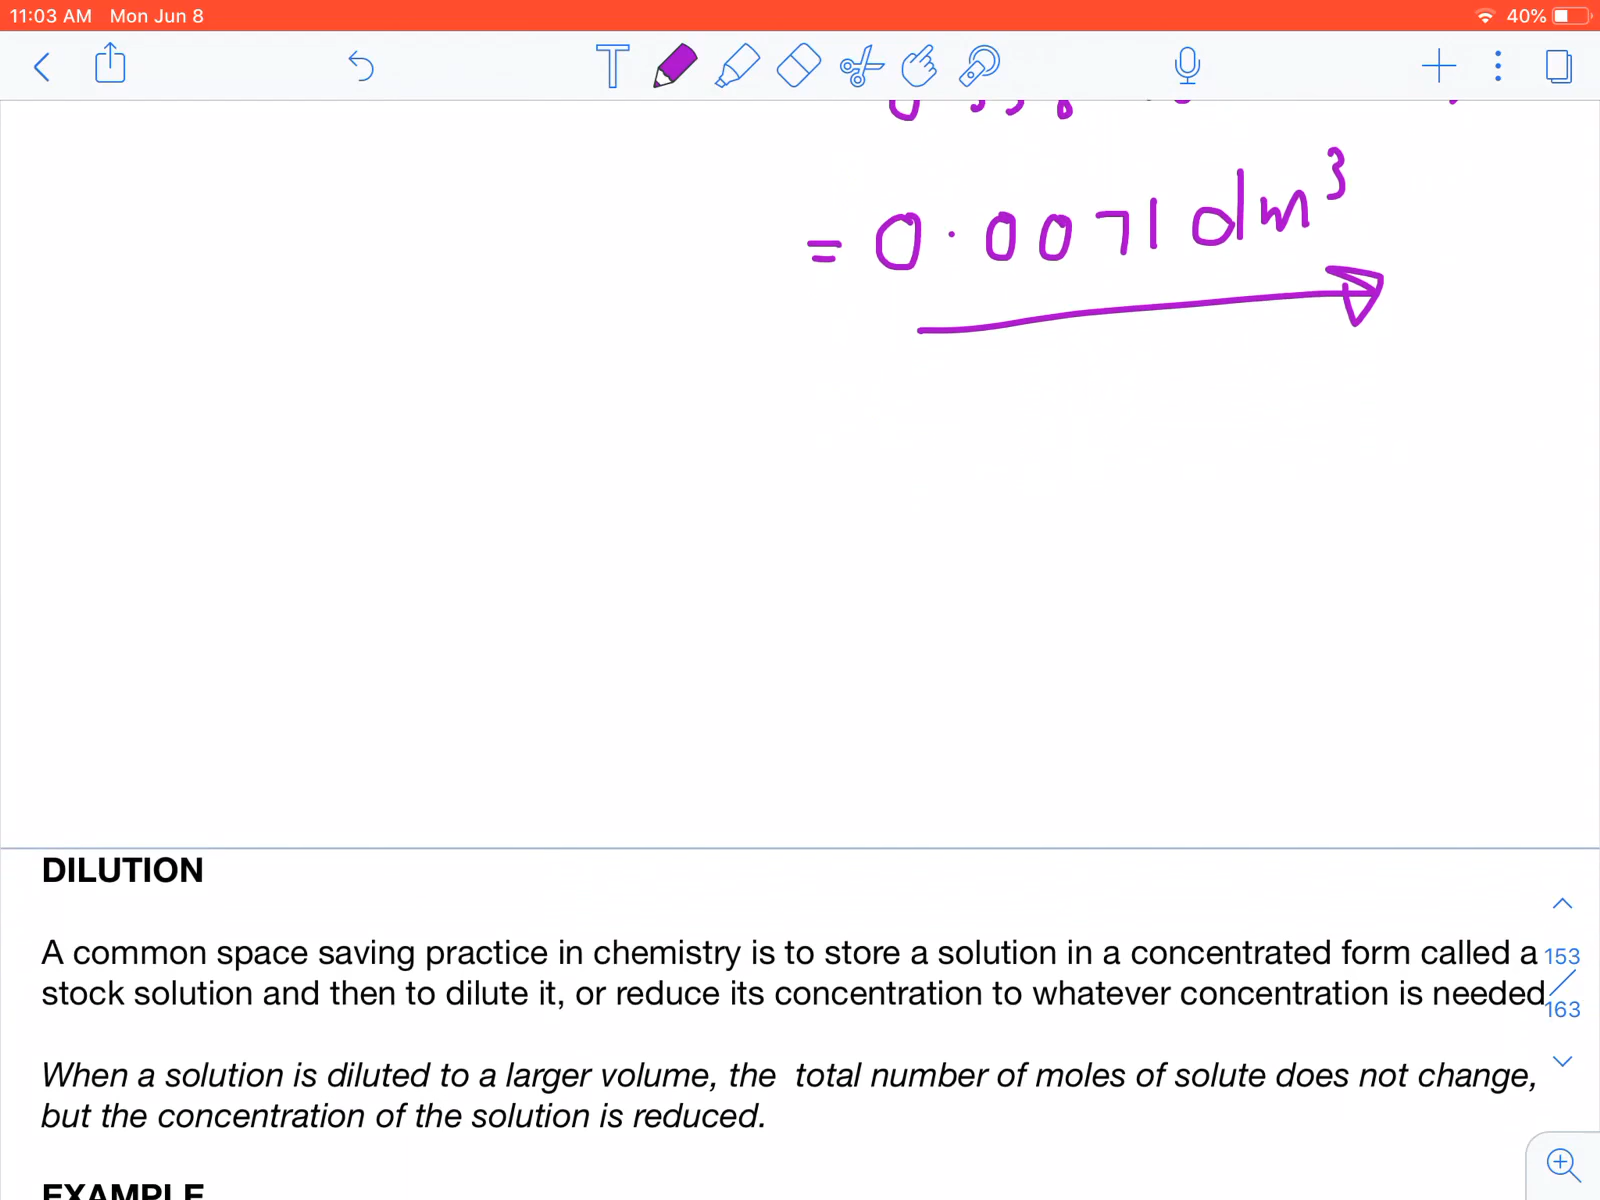 11:03 AM Mon Jun 8
40%
= 0.0071 dm³
DILUTION
A common space saving practice in chemistry is to store a solution in a concentrated form called a
stock solution and then to dilute it, or reduce its concentration to whatever concentration is needed
153
163
When a solution is diluted to a larger volume, the total number of moles of solute does not change,
but the concentration of the solution is reduced.
EXAMPLE